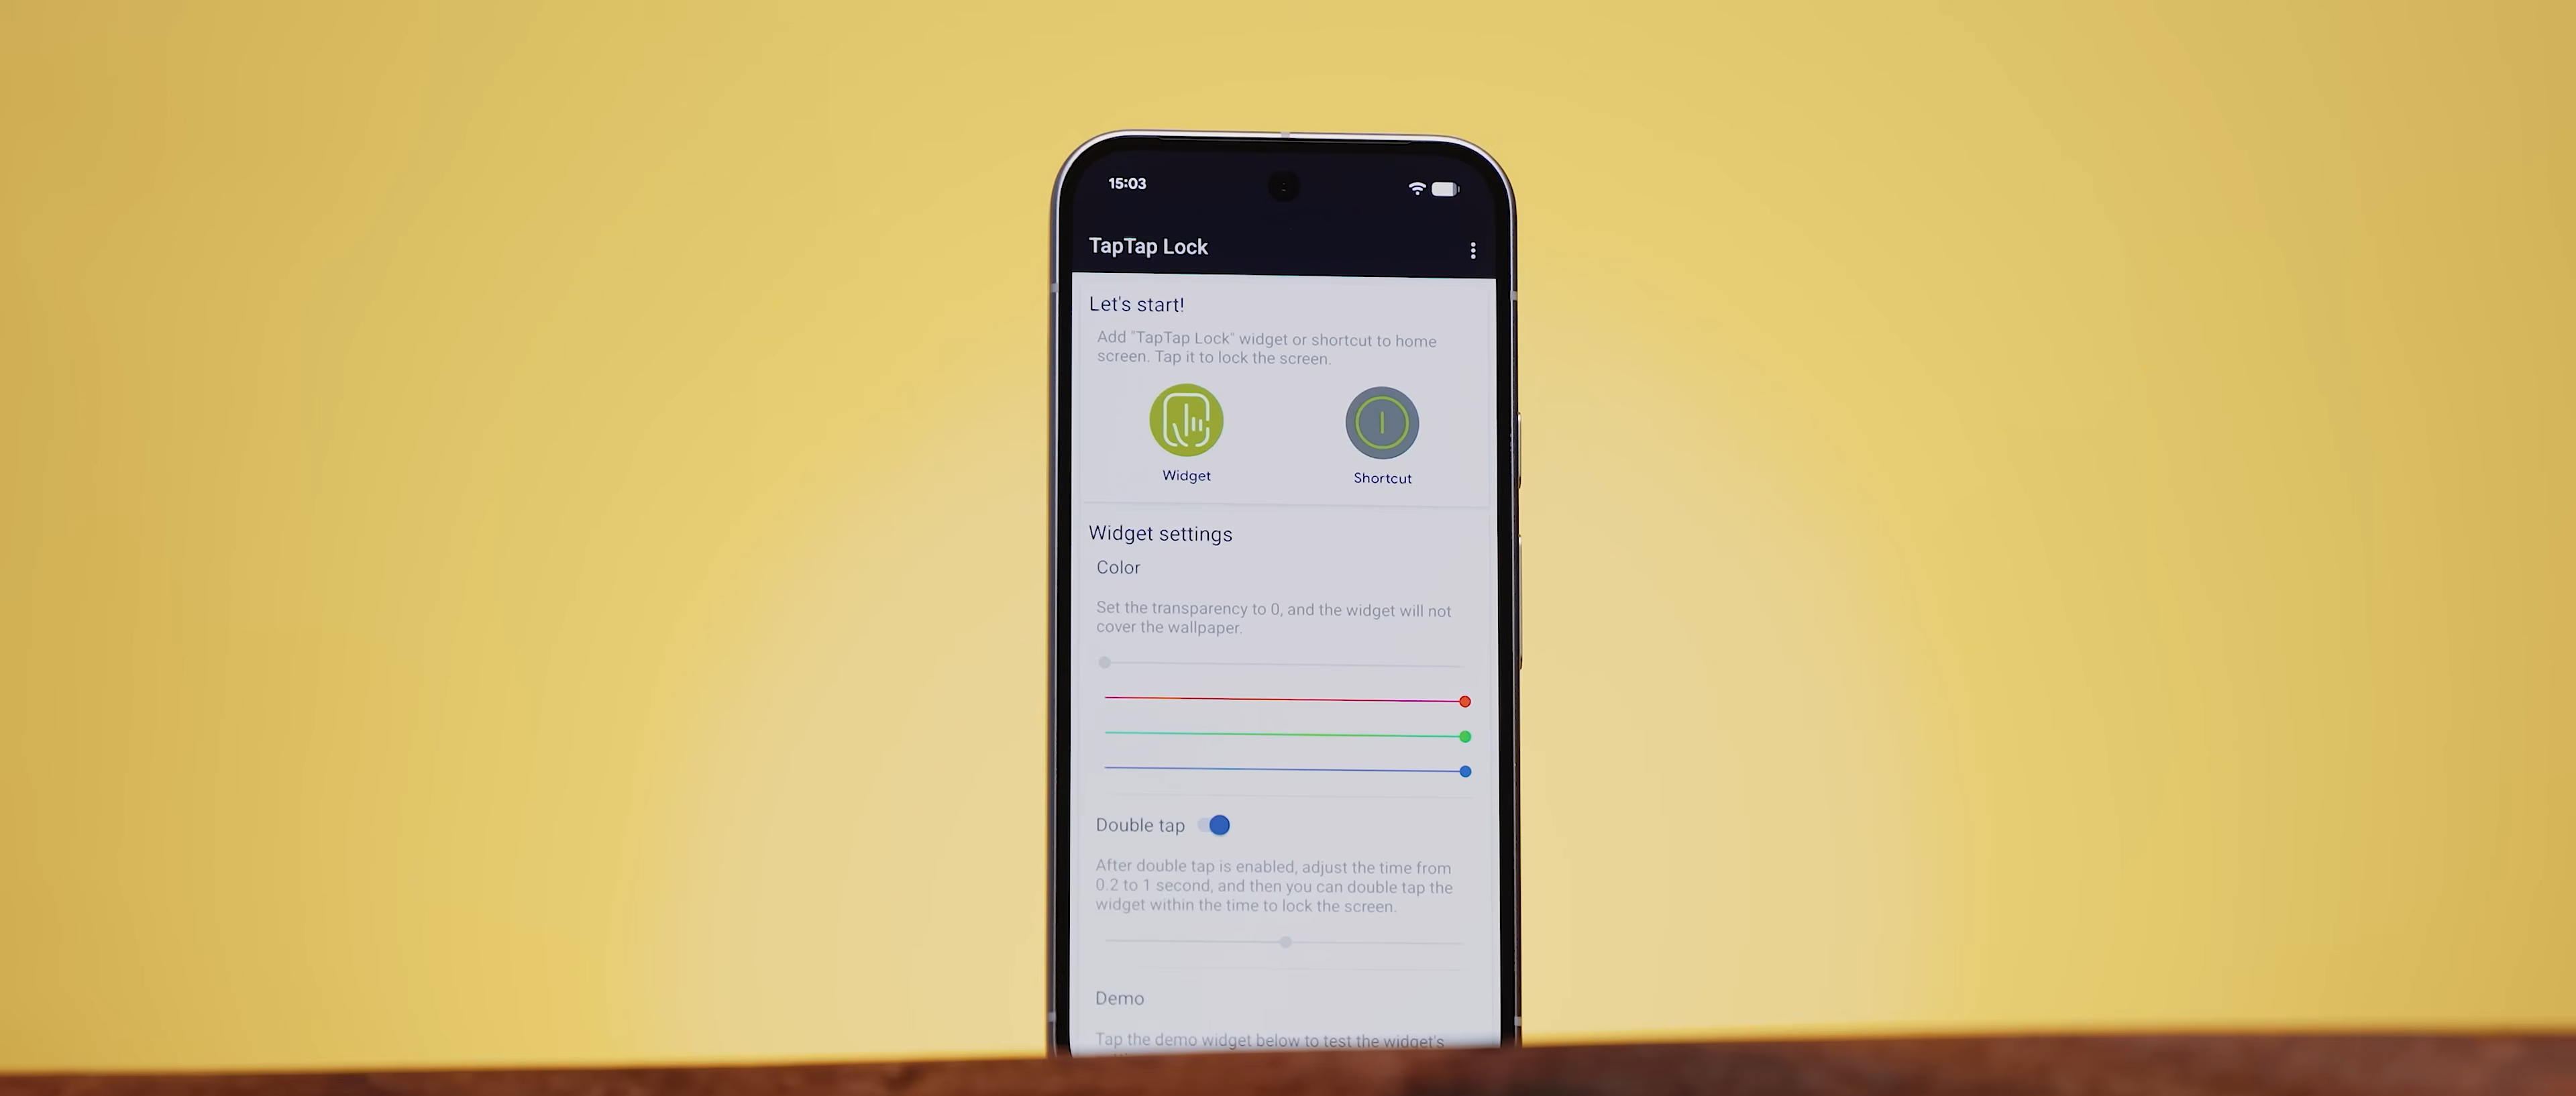 15:03
TapTap Lock
Let's start!
Add "TapTap Lock" widget or shortcut to home
screen. Tap it to lock the screen.
Widget
Shortcut
Widget settings
Color
Set the transparency to 0, and the widget will not
cover the wallpaper.
Double tap
After double tap is enabled, adjust the time from
0.2 to 1 second, and then you can double tap the
widget within the time to lock the screen.
Demo
Tap the demo widget below to test the widget's